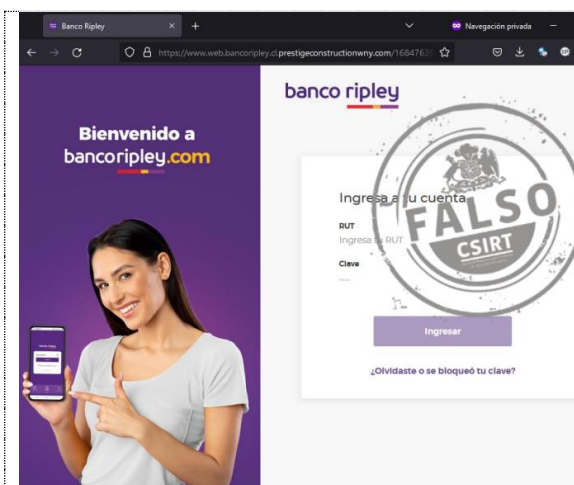 Banco Ripley
Navegación privada
https://www.web.bancoripley.cl.prestigeconstructionwny.com/1684763
Bienvenido a
bancoripley.com
banco ripley
Ingresa a tu cuenta
RUT
Ingresa tu RUT
Clave
Ingresar
¿Olvidaste o se bloqueó tu clave?
FALSO
CSIRT